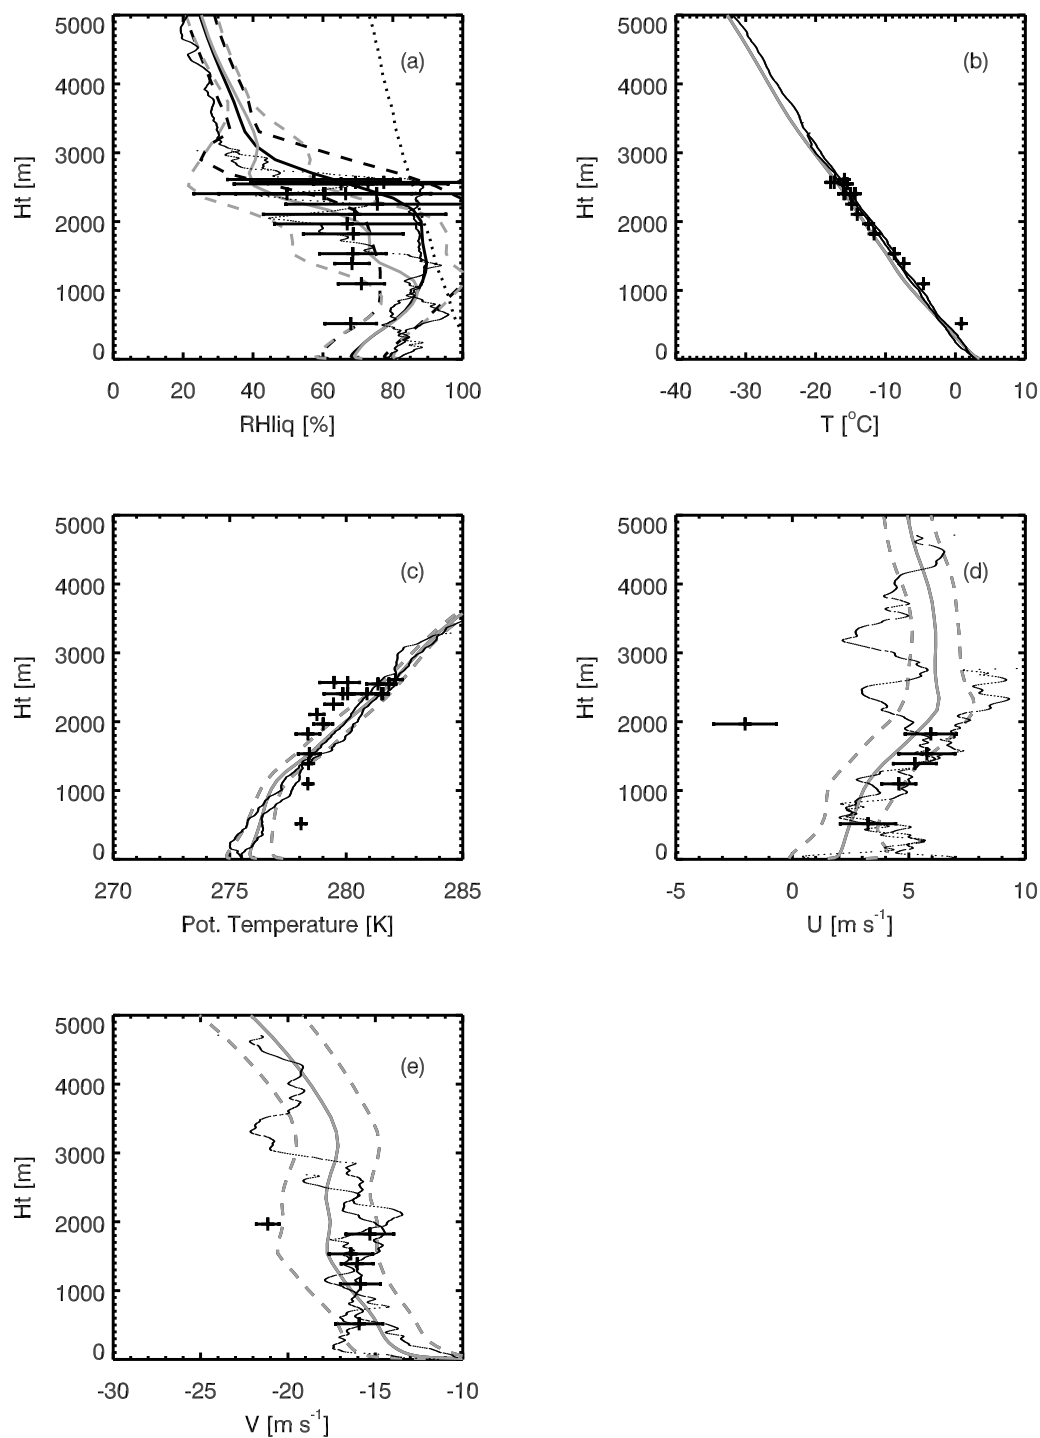 5000
4000
3000
2000
1000
0
Ht [m]
(a)
0 20 40 60 80 100
RHliq [%]
5000
4000
3000
2000
1000
0
Ht [m]
(b)
-40 -30 -20 -10 0 10
T [°C]
5000
4000
3000
2000
1000
0
Ht [m]
(c)
270 275 280 285
Pot. Temperature [K]
5000
4000
3000
2000
1000
0
Ht [m]
(d)
-5 0 5 10
U [m s⁻¹]
5000
4000
3000
2000
1000
0
Ht [m]
(e)
-30 -25 -20 -15 -10
V [m s⁻¹]